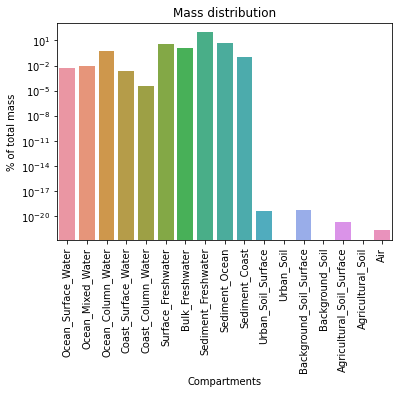 Mass distribution
% of total mass
10^1
10^-2
10^-5
10^-8
10^-11
10^-14
10^-17
10^-20
Ocean_Surface_Water
Ocean_Mixed_Water
Ocean_Column_Water
Coast_Surface_Water
Coast_Column_Water
Surface_Freshwater
Bulk_Freshwater
Sediment_Freshwater
Sediment_Ocean
Sediment_Coast
Urban_Soil_Surface
Urban_Soil
Background_Soil_Surface
Background_Soil
Agricultural_Soil_Surface
Agricultural_Soil
Air
Compartments